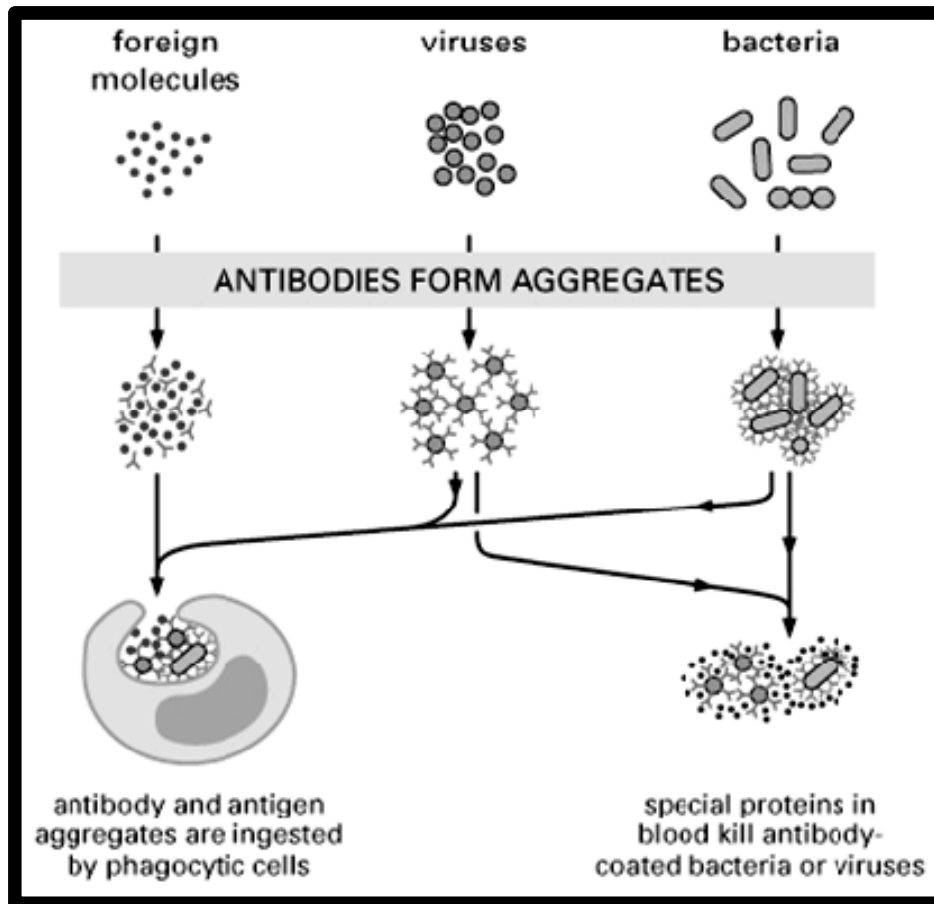 foreign
molecules
viruses
bacteria
ANTIBODIES FORM AGGREGATES
antibody and antigen
aggregates are ingested
by phagocytic cells
special proteins in
blood kill antibody-
coated bacteria or viruses